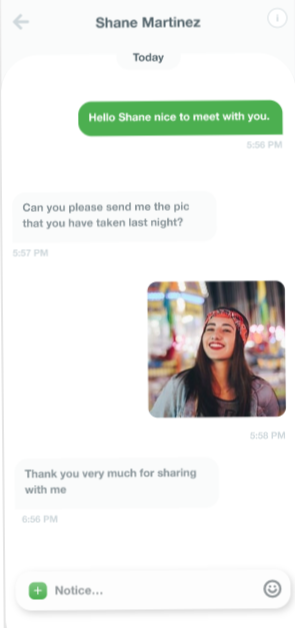 Shane Martinez
Today
Hello Shane nice to meet with you.
5:56 PM
Can you please send me the pic
that you have taken last night?
5:57 PM
5:58 PM
Thank you very much for sharing
with me
6:56 PM
Notice...